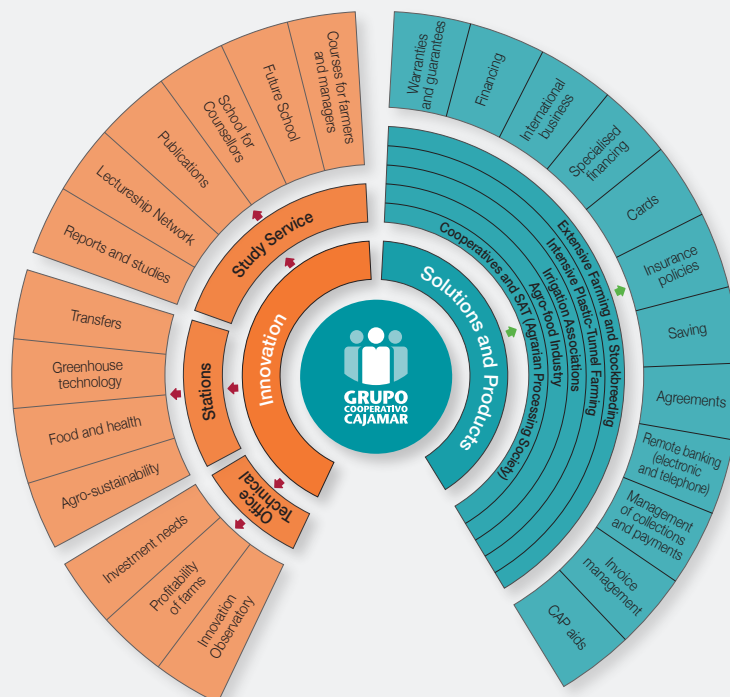 Courses for farmers
and managers
Future School
School for
Counsellors
Publications
Lectureship Network
Reports and studies
Transfers
Greenhouse
technology
Food and health
Agro-sustainability
Investment needs
Profitability
of farms
Innovation
Observatory
Study Service
Stations
Technical
Office
Innovation
GRUPO
COOPERATIVO
CAJAMAR
Solutions and Products
Cooperatives and SAT (Agrarian Processing Society)
Agro-food Industry
Irrigation Associations
Intensive Plastic-Tunnel Farming
Extensive Farming and Stockbreeding
Warranties
and guarantees
Financing
International
business
Specialised
financing
Cards
Insurance
policies
Saving
Agreements
Remote banking
(electronic
and telephone)
Management
of collections
and payments
Invoice
management
CAP aids